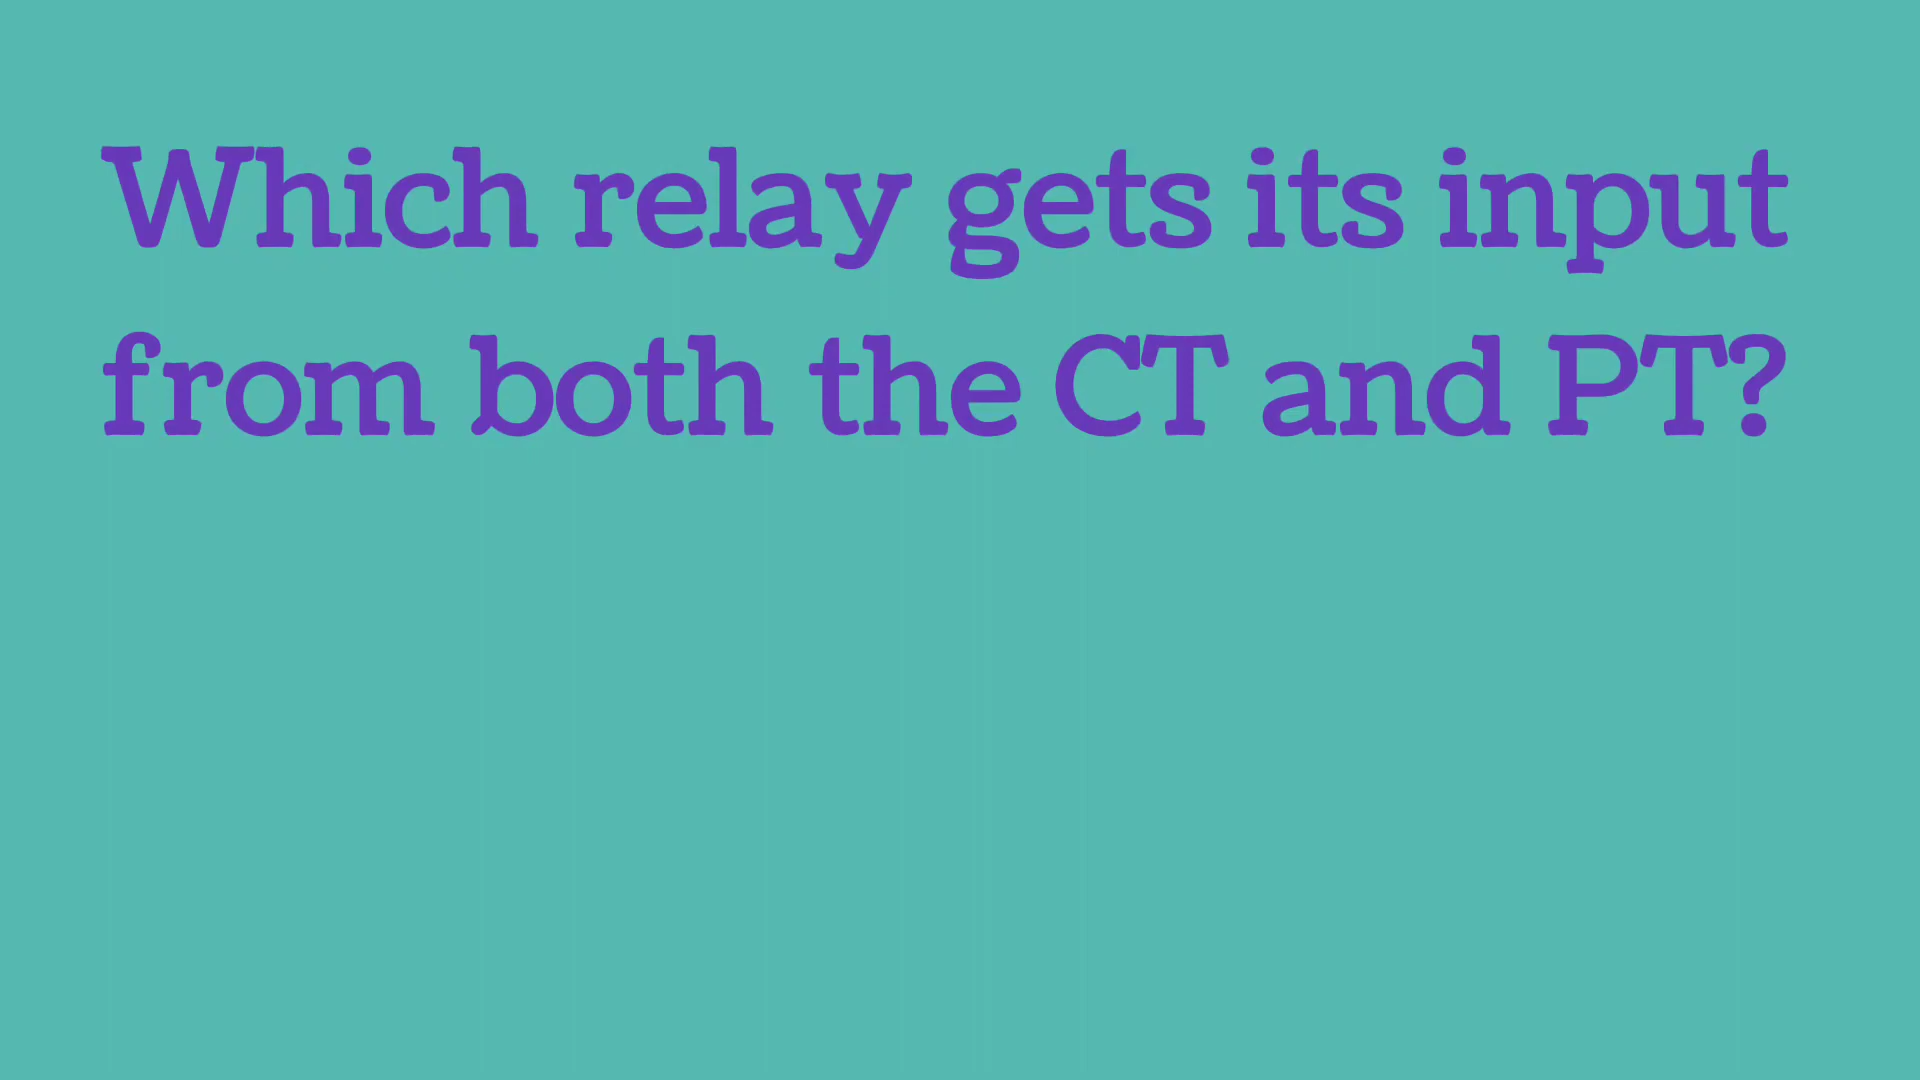 Which relay gets its input
from both the CT and PT?